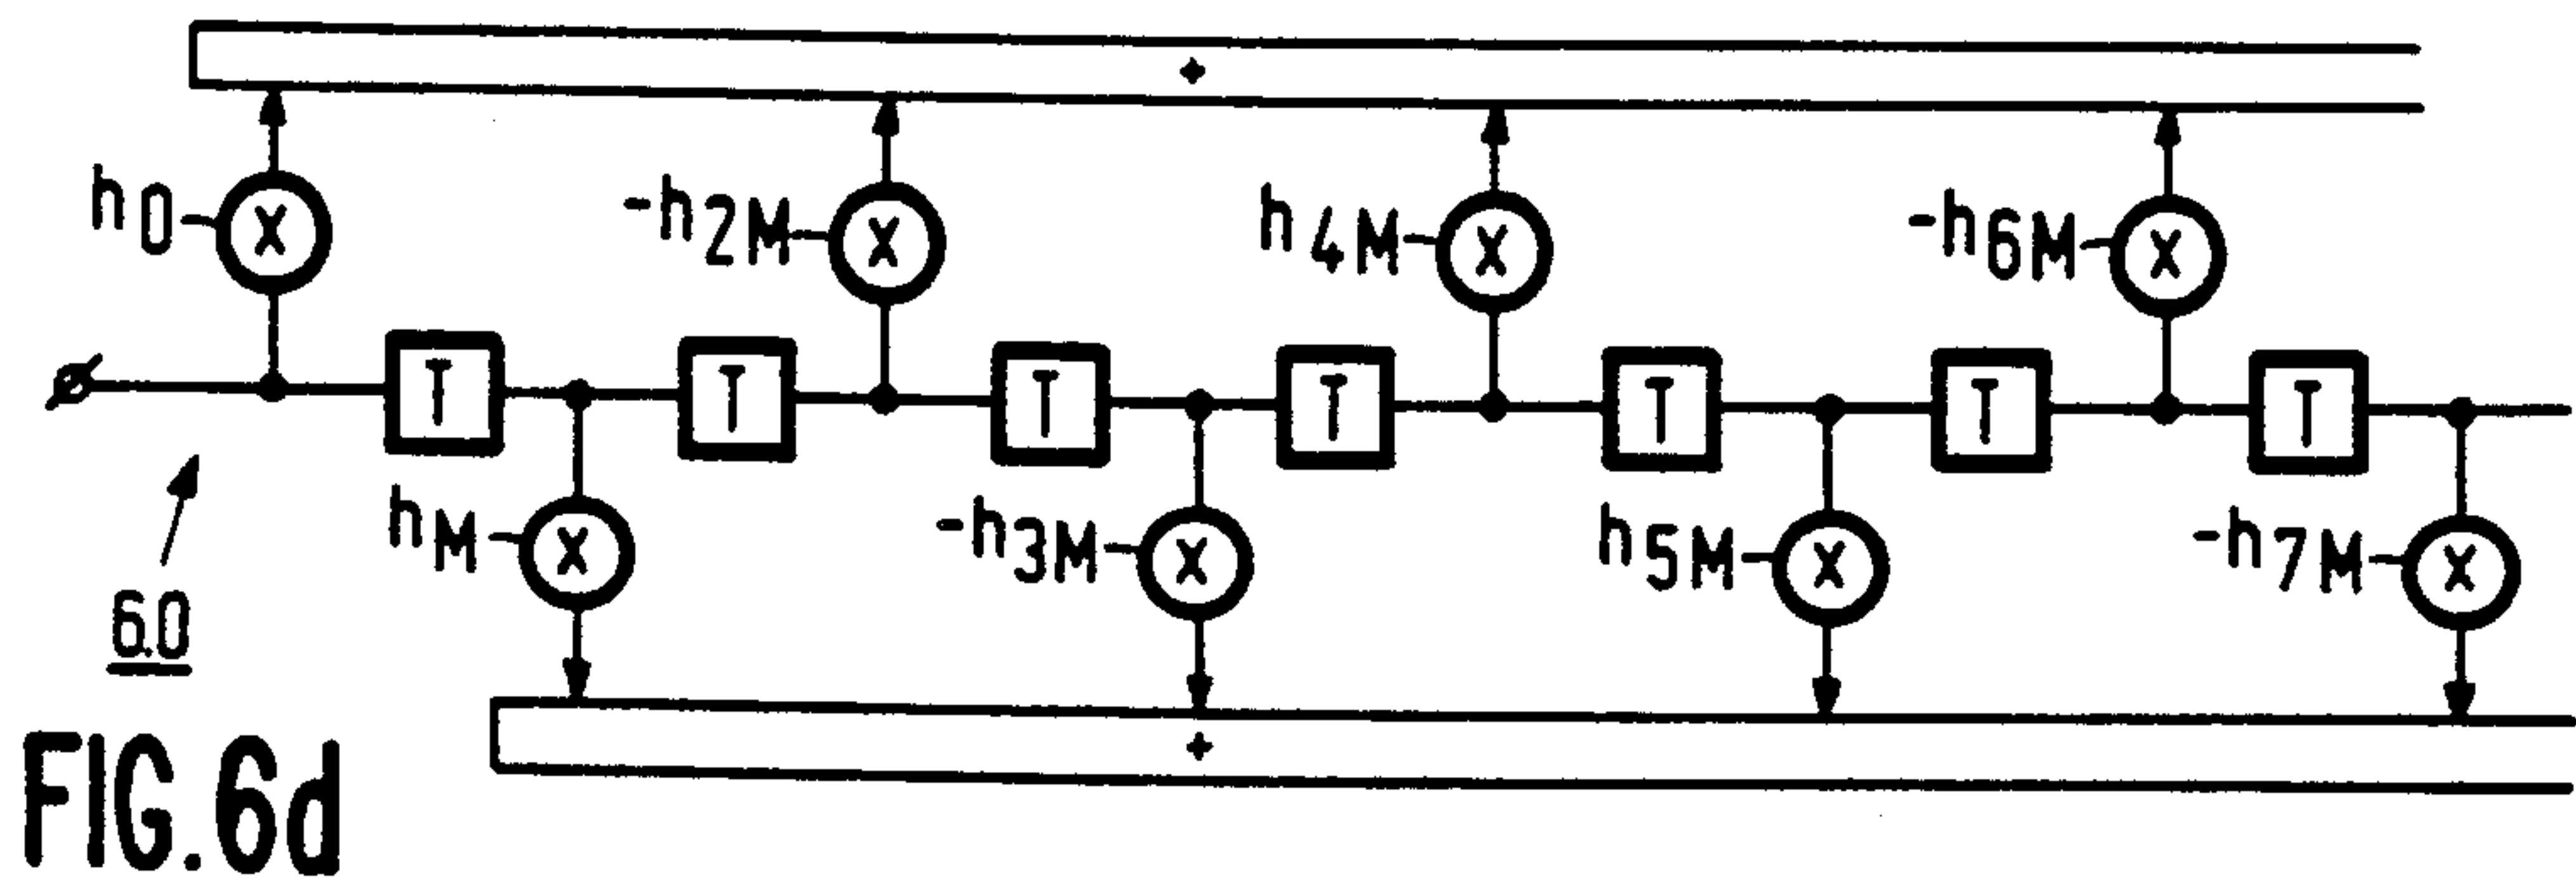 +
h0 X -h2M X h4M X -h6M X
T T T T T T T
hM X -h3M X h5M X -h7M X
6.0
+
FIG.6d